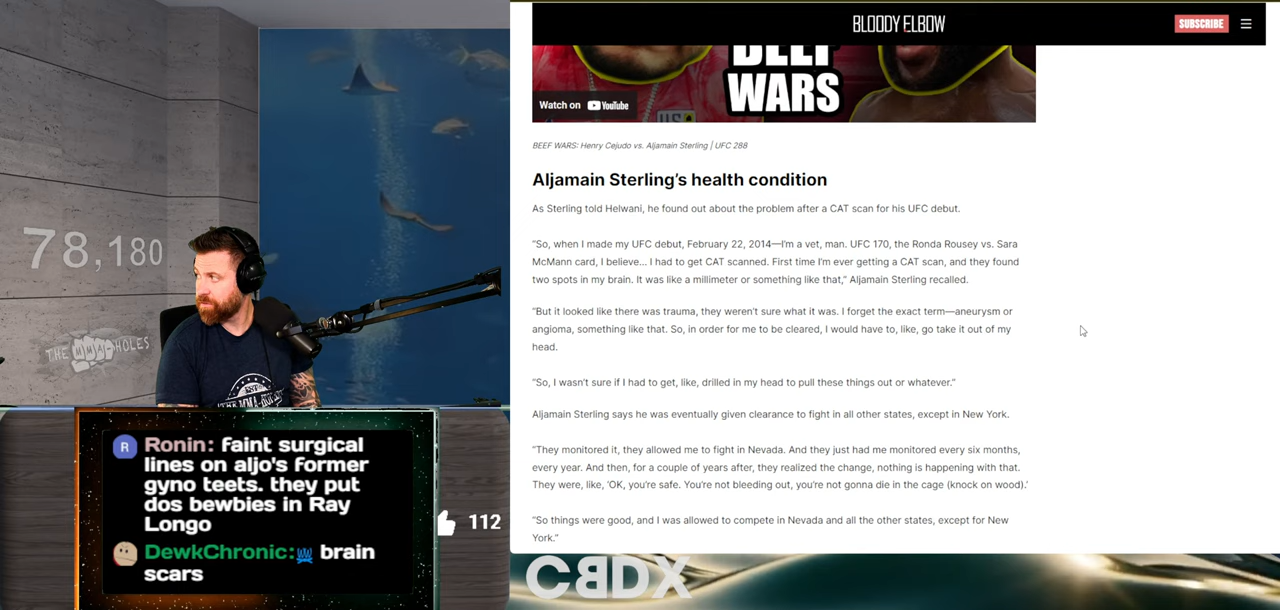 BLOODY ELBOW
SUBSCRIBE
BEEF
WARS
Watch on YouTube
BEEF WARS: Henry Cejudo vs. Aljamain Sterling | UFC 288
Aljamain Sterling's health condition
As Sterling told Helwani, he found out about the problem after a CAT scan for his UFC debut.
"So, when I made my UFC debut, February 22, 2014—I'm a vet, man. UFC 170, the Ronda Rousey vs. Sara
McMann card, I believe… I had to get CAT scanned. First time I'm ever getting a CAT scan, and they found
two spots in my brain. It was like a millimeter or something like that," Aljamain Sterling recalled.
"But it looked like there was trauma, they weren't sure what it was. I forget the exact term—aneurysm or
angioma, something like that. So, in order for me to be cleared, I would have to, like, go take it out of my
head.
"So, I wasn't sure if I had to get, like, drilled in my head to pull these things out or whatever."
Aljamain Sterling says he was eventually given clearance to fight in all other states, except in New York.
"They monitored it, they allowed me to fight in Nevada. And they just had me monitored every six months,
every year. And then, for a couple of years after, they realized the change, nothing is happening with that.
They were, like, 'OK, you're safe. You're not bleeding out, you're not gonna die in the cage (knock on wood).'
"So things were good, and I was allowed to compete in Nevada and all the other states, except for New
York."
78,180
THE MMA HOLES
R Ronin: faint surgical
lines on aljo's former
gyno teets. they put
dos bewbies in Ray
Longo
DewkChronic: brain
scars
112
CBDX